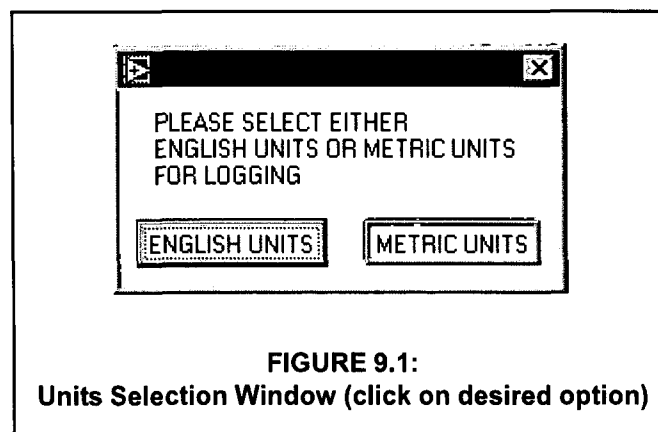 PLEASE SELECT EITHER
ENGLISH UNITS OR METRIC UNITS
FOR LOGGING
ENGLISH UNITS
METRIC UNITS
FIGURE 9.1:
Units Selection Window (click on desired option)